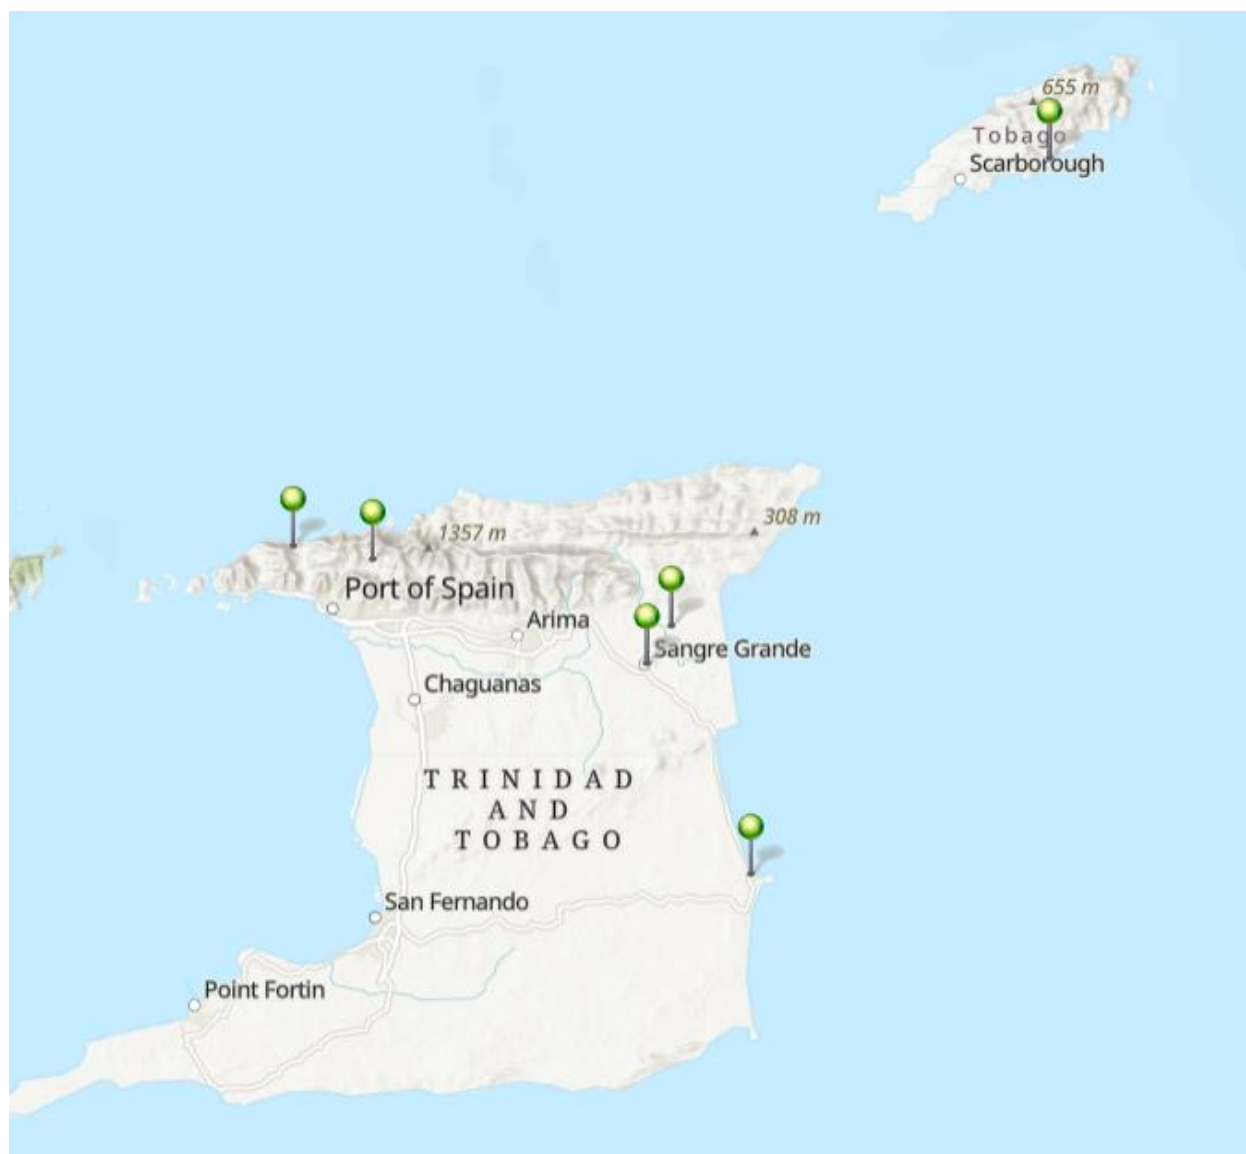 655 m
Tobago
Scarborough
308 m
1357 m
Port of Spain
Arima
Sangre Grande
Chaguanas
TRINIDAD
AND
TOBAGO
San Fernando
Point Fortin